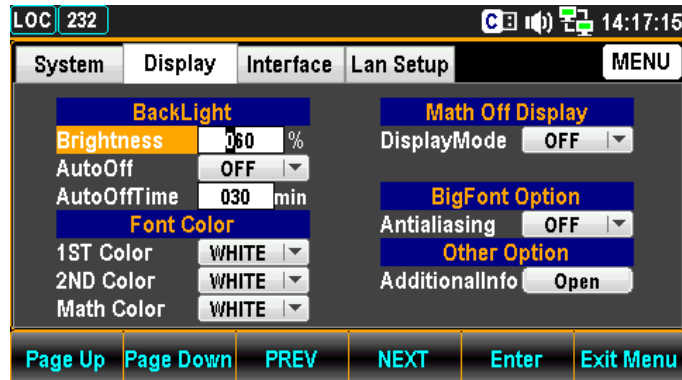 LOC 232 C 14:17:15
System Display Interface Lan Setup MENU
BackLight
Brightness 060 %
AutoOff OFF
AutoOffTime 030 min
Font Color
1ST Color WHITE
2ND Color WHITE
Math Color WHITE
Math Off Display
DisplayMode OFF
BigFont Option
Antialiasing OFF
Other Option
AdditionalInfo Open
Page Up Page Down PREV NEXT Enter Exit Menu